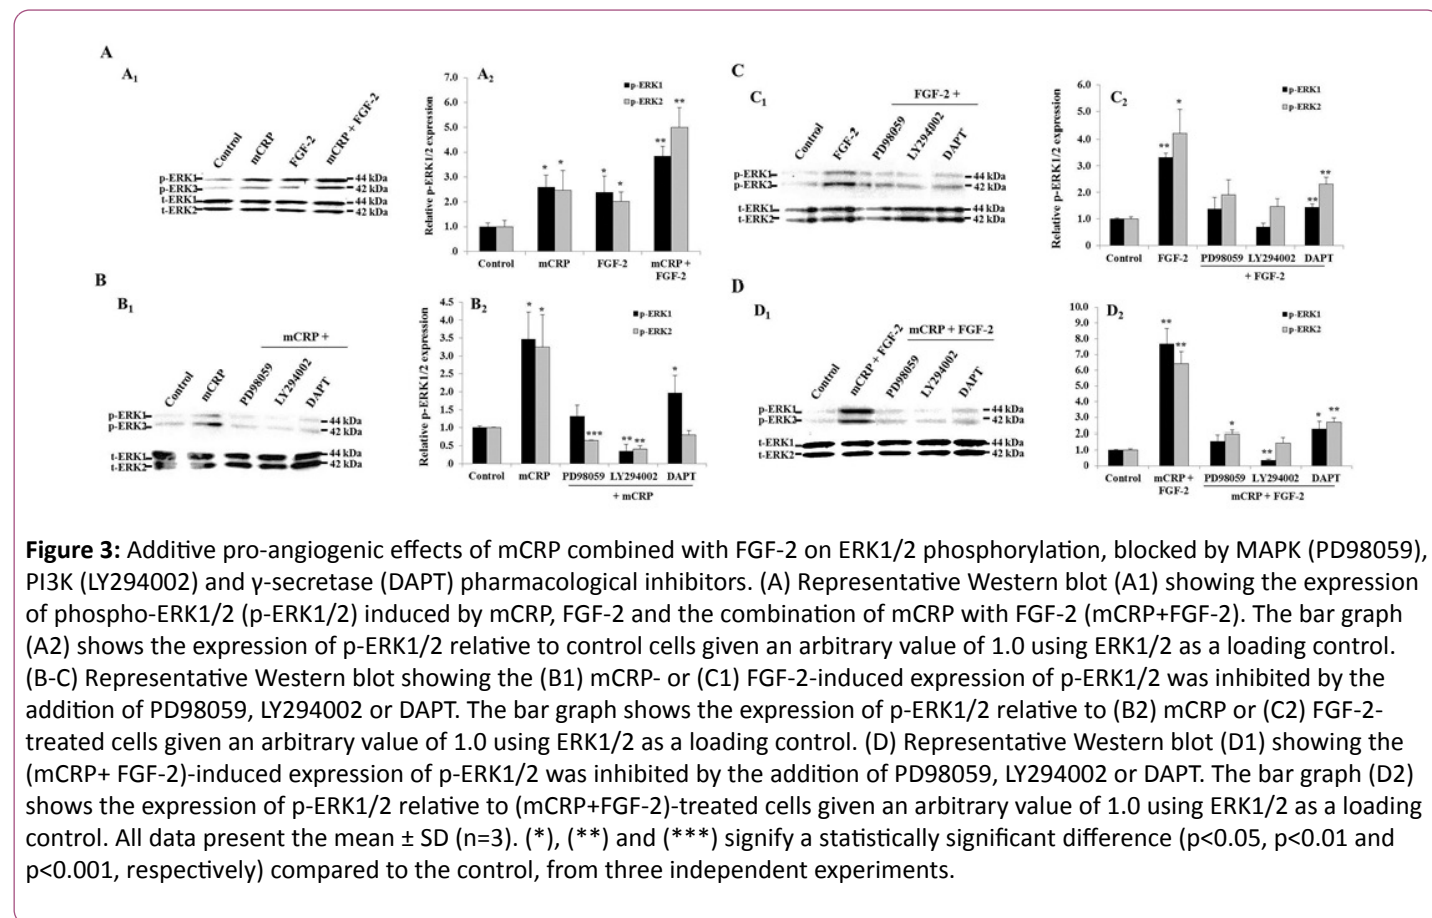 A
A1
Control
mCRP
FGF-2
mCRP + FGF-2
p-ERK1
p-ERK2
t-ERK1
t-ERK2
44 kDa
42 kDa
44 kDa
42 kDa
A2
Relative p-ERK1/2 expression
7.0
6.0
5.0
4.0
3.0
2.0
1.0
.0
p-ERK1
p-ERK2
* * * * ** **
Control mCRP FGF-2 mCRP + FGF-2
B
B1
mCRP +
Control
mCRP
PD98059
LY294002
DAPT
p-ERK1
p-ERK2
t-ERK1
t-ERK2
44 kDa
42 kDa
44 kDa
42 kDa
B2
Relative p-ERK1/2 expression
4.5
4.0
3.5
3.0
2.5
2.0
1.5
1.0
0.5
0
p-ERK1
p-ERK2
* * *** ** ** *
Control mCRP PD98059 LY294002 DAPT
+ mCRP
C
C1
FGF-2 +
Control
FGF-2
PD98059
LY294002
DAPT
p-ERK1
p-ERK2
t-ERK1
t-ERK2
44 kDa
42 kDa
44 kDa
42 kDa
C2
Relative p-ERK1/2 expression
6.0
5.0
4.0
3.0
2.0
1.0
0
p-ERK1
p-ERK2
** * ** **
Control FGF-2 PD98059 LY294002 DAPT
+ FGF-2
D
D1
mCRP + FGF-2
Control
mCRP + FGF-2
PD98059
LY294002
DAPT
p-ERK1
p-ERK2
t-ERK1
t-ERK2
44 kDa
42 kDa
44 kDa
42 kDa
D2
Relative p-ERK1/2 expression
10.0
9.0
8.0
7.0
6.0
5.0
4.0
3.0
2.0
1.0
0
p-ERK1
p-ERK2
** ** * ** * **
Control mCRP + FGF-2 PD98059 LY294002 DAPT
mCRP + FGF-2
Figure 3: Additive pro-angiogenic effects of mCRP combined with FGF-2 on ERK1/2 phosphorylation, blocked by MAPK (PD98059),
PI3K (LY294002) and γ-secretase (DAPT) pharmacological inhibitors. (A) Representative Western blot (A1) showing the expression
of phospho-ERK1/2 (p-ERK1/2) induced by mCRP, FGF-2 and the combination of mCRP with FGF-2 (mCRP+FGF-2). The bar graph
(A2) shows the expression of p-ERK1/2 relative to control cells given an arbitrary value of 1.0 using ERK1/2 as a loading control.
(B-C) Representative Western blot showing the (B1) mCRP- or (C1) FGF-2-induced expression of p-ERK1/2 was inhibited by the
addition of PD98059, LY294002 or DAPT. The bar graph shows the expression of p-ERK1/2 relative to (B2) mCRP or (C2) FGF-2-
treated cells given an arbitrary value of 1.0 using ERK1/2 as a loading control. (D) Representative Western blot (D1) showing the
(mCRP+ FGF-2)-induced expression of p-ERK1/2 was inhibited by the addition of PD98059, LY294002 or DAPT. The bar graph (D2)
shows the expression of p-ERK1/2 relative to (mCRP+FGF-2)-treated cells given an arbitrary value of 1.0 using ERK1/2 as a loading
control. All data present the mean ± SD (n=3). (*), (**) and (***) signify a statistically significant difference (p<0.05, p<0.01 and
p<0.001, respectively) compared to the control, from three independent experiments.